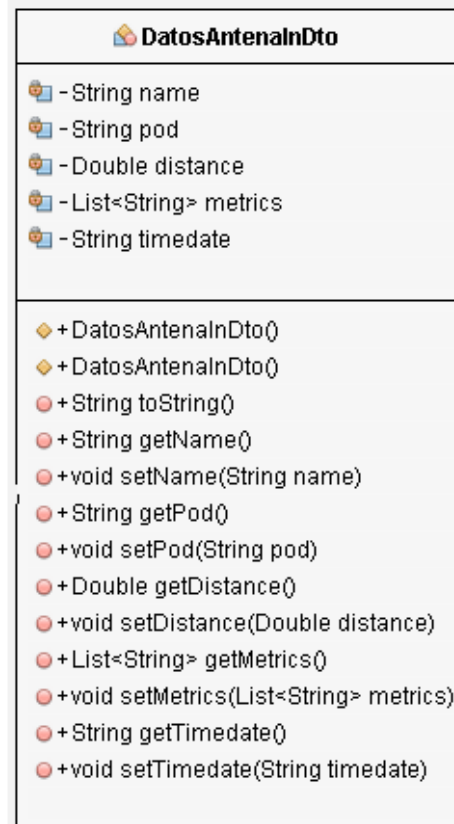 DatosAntenaInDto
-String name
-String pod
-Double distance
-List<String> metrics
-String timedate
+DatosAntenaInDto()
+DatosAntenaInDto()
+String toString()
+String getName()
+void setName(String name)
+String getPod()
+void setPod(String pod)
+Double getDistance()
+void setDistance(Double distance)
+List<String> getMetrics()
+void setMetrics(List<String> metrics)
+String getTimedate()
+void setTimedate(String timedate)